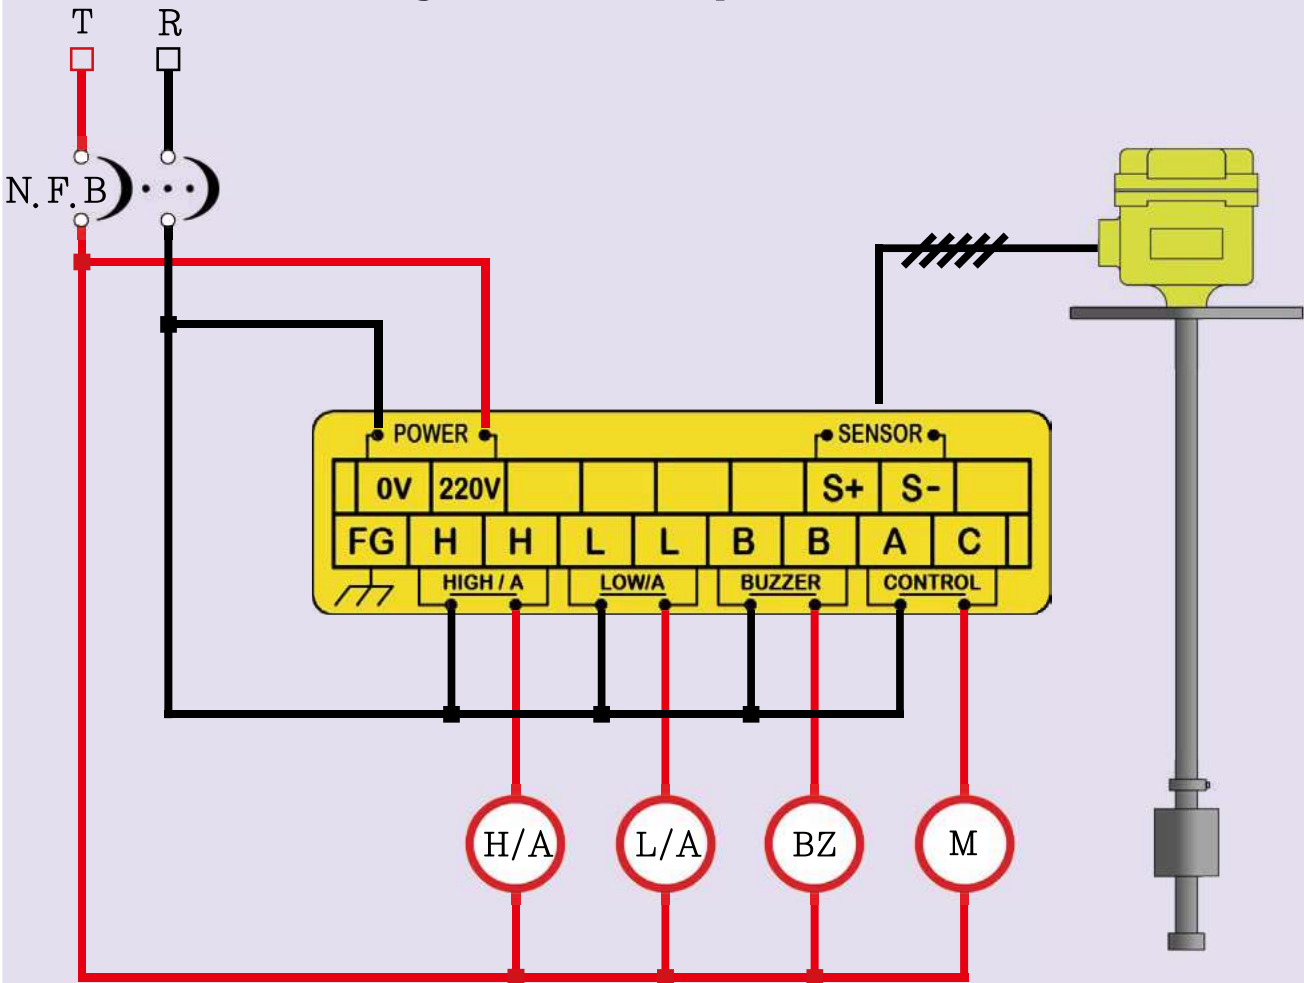 T R
N.F.B
POWER SENSOR
0V 220V S+ S-
FG H H L L B B A C
HIGH / A LOW/A BUZZER CONTROL
H/A L/A BZ M